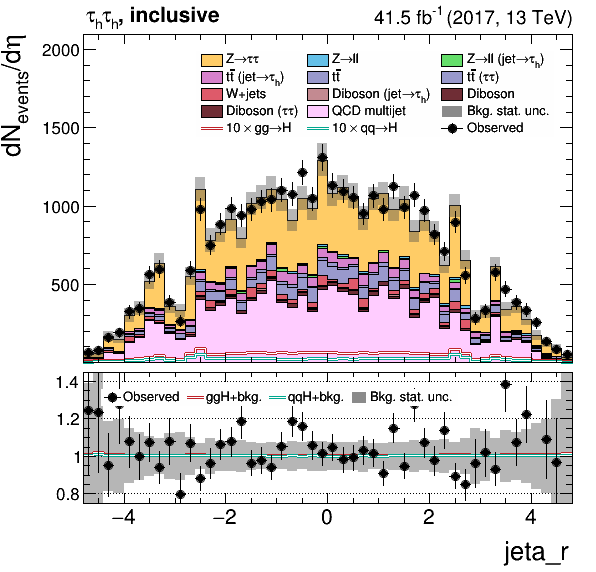 τₕτₕ, inclusive 41.5 fb⁻¹ (2017, 13 TeV)
dN_events/dη
2000
1500
1000
500
Z→ττ Z→ll Z→ll (jet→τₕ)
tt̄ (jet→τₕ) tt̄ tt̄ (ττ)
W+jets Diboson (jet→τₕ) Diboson
Diboson (ττ) QCD multijet Bkg. stat. unc.
10 × gg→H 10 × qq→H Observed
1.4
1.2
1
0.8
Observed ggH+bkg. qqH+bkg. Bkg. stat. unc.
−4 −2 0 2 4
jeta_r